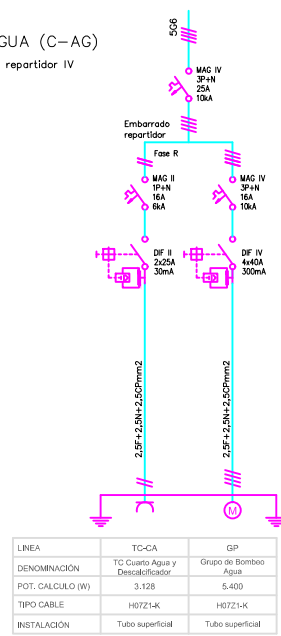 GUA (C-AG)
repartidor IV
5G6
MAG IV
3P+N
25A
10kA
Embarrado
repartidor
Fase R
MAG II
1P+N
16A
6kA
MAG IV
3P+N
16A
10kA
DIF II
2x25A
30mA
DIF IV
4x40A
300mA
2,5F+2,5N+2,5CPmm2
2,5F+2,5N+2,5CPmm2
M
LINEA TC-CA GP
DENOMINACIÓN TC Cuarto Agua y Descalcificador Grupo de Bombeo Agua
POT. CALCULO (W) 3.128 5.400
TIPO CABLE H07Z1-K H07Z1-K
INSTALACIÓN Tubo superficial Tubo superficial